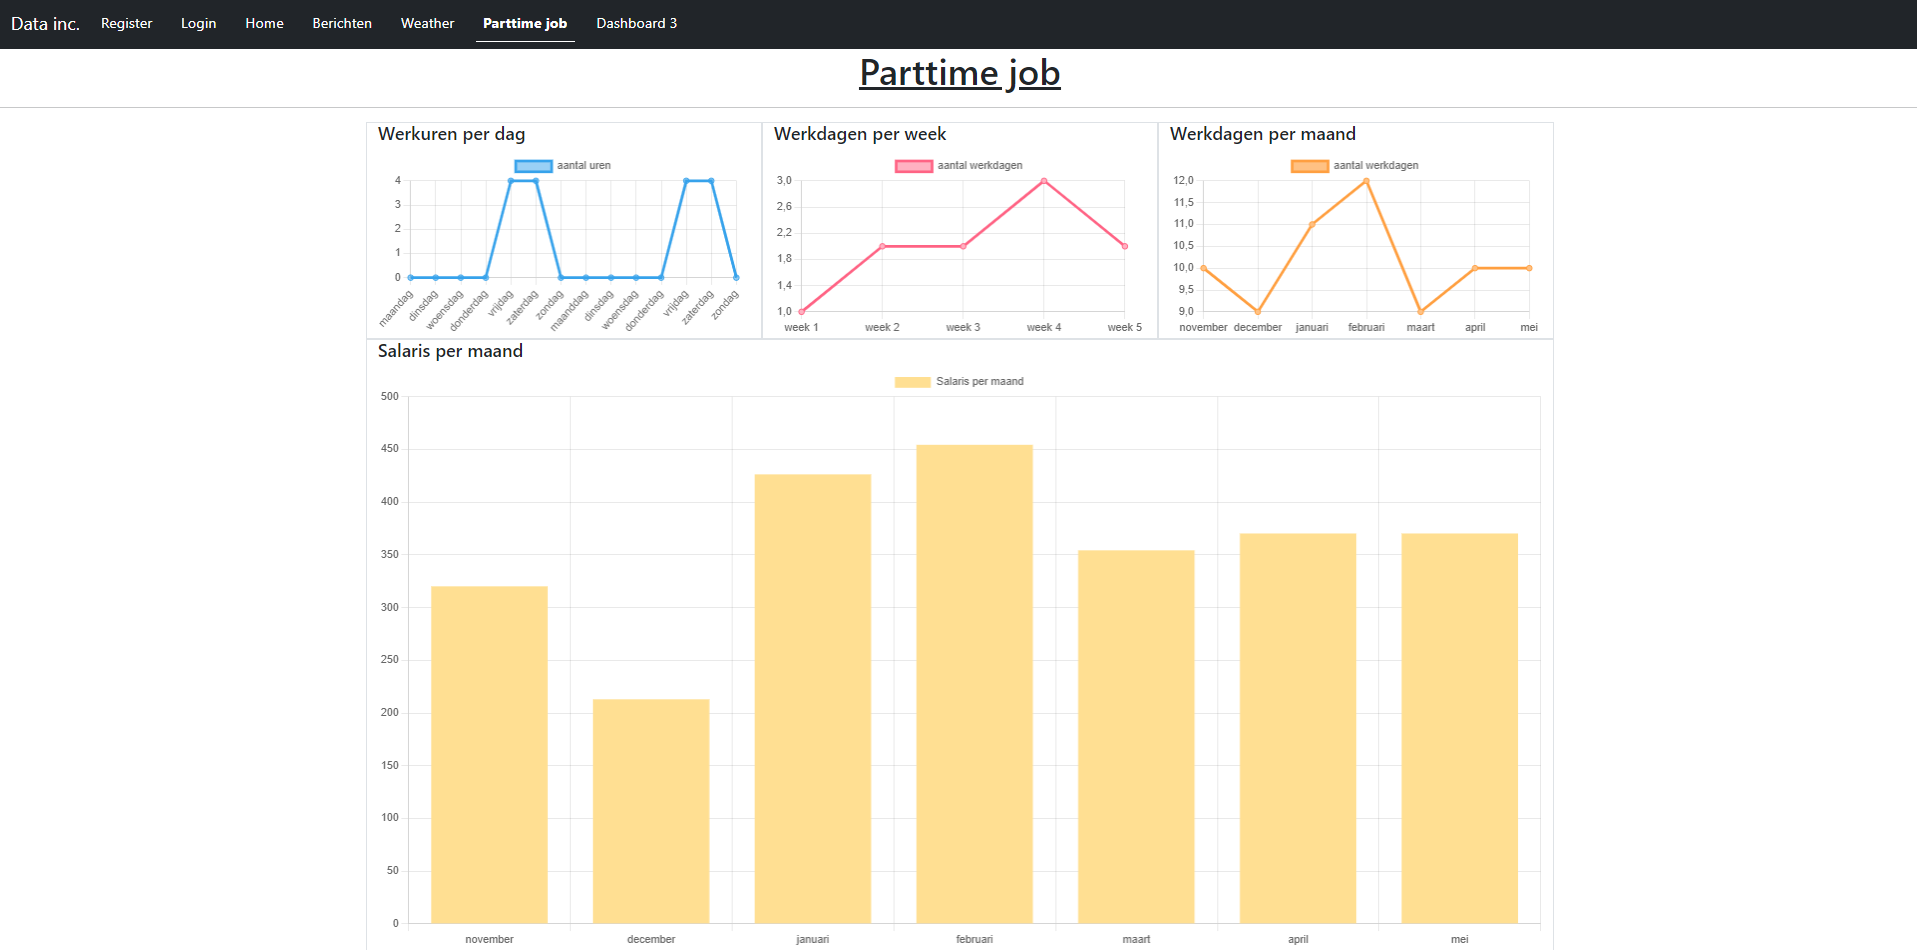 Data inc. Register Login Home Berichten Weather Parttime job Dashboard 3
Parttime job
Werkuren per dag
aantal uren
4
3
2
1
0
maandag dinsdag woensdag donderdag vrijdag zaterdag zondag maanddag dinsdag woensdag donderdag vrijdag zaterdag zondag
Werkdagen per week
aantal werkdagen
3,0
2,6
2,2
1,8
1,4
1,0
week 1 week 2 week 3 week 4 week 5
Werkdagen per maand
aantal werkdagen
12,0
11,5
11,0
10,5
10,0
9,5
9,0
november december januari februari maart april mei
Salaris per maand
Salaris per maand
500
450
400
350
300
250
200
150
100
50
0
november december januari februari maart april mei